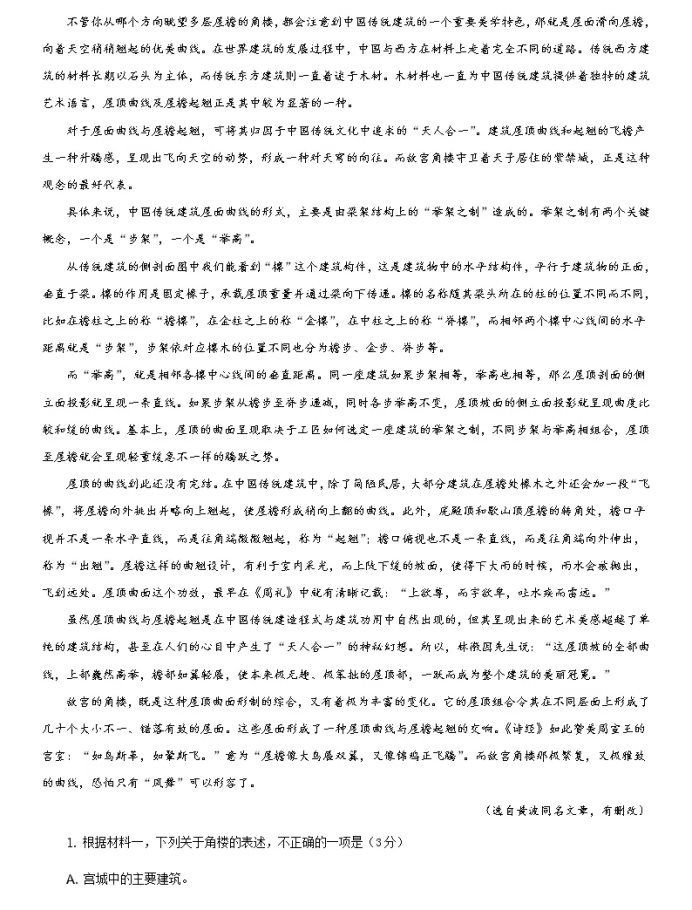 不管你从哪个方向眺望多层屋檐的角楼，都会注意到中国传统建筑的一个重要美学特色，那就是屋面滑向屋檐，
向着天空稍稍翘起的优美曲线。在世界建筑的发展过程中，中国与西方在材料上走着完全不同的道路。传统西方建
筑的材料长期以石头为主体，而传统东方建筑则一直着迷于木材。木材料也一直为中国传统建筑提供着独特的建筑
艺术语言，屋顶曲线及屋檐起翘正是其中较为显著的一种。
对于屋面曲线与屋檐起翘，可将其归因于中国传统文化中追求的“天人合一”。建筑屋顶曲线和起翘的飞檐产
生一种升腾感，呈现出飞向天空的动势，形成一种对天穹的向往。而故宫角楼守卫着天子居住的紫禁城，正是这种
观念的最好代表。
具体来说，中国传统建筑屋面曲线的形式，主要是由梁架结构上的“举架之制”造成的。举架之制有两个关键
概念，一个是“步架”，一个是“举高”。
从传统建筑的侧剖面图中我们能看到“檩”这个建筑构件，这是建筑物中的水平结构件，平行于建筑物的正面，
垂直于梁。檩的作用是固定椽子，承载屋顶重量并通过梁向下传递。檩的名称随其梁头所在的柱的位置不同而不同，
比如在檐柱之上的称“檐檩”，在金柱之上的称“金檩”，在中柱之上的称“脊檩”，而相邻两个檩中心线间的水平
距离就是“步架”，步架依对应檩木的位置不同也分为檐步、金步、脊步等。
而“举高”，就是相邻各檩中心线间的垂直距离。同一座建筑如果步架相等，举高也相等，那么屋顶剖面的侧
立面投影就呈现一条直线。如果步架从檐步至脊步递减，同时各步举高不变，屋顶坡面的侧立面投影就呈现曲度比
较和缓的曲线。基本上，屋顶的曲面呈现取决于工匠如何选定一座建筑的举架之制，不同步架与举高相组合，屋顶
至屋檐就会呈现轻重缓急不一样的腾跃之势。
屋顶的曲线到此还没有完结。在中国传统建筑中，除了简陋民居，大部分建筑在屋檐处椽木之外还会加一段“飞
椽”，将屋檐向外挑出并略向上翘起，使屋檐形成稍向上翻的曲线。此外，庑殿顶和歇山顶屋檐的转角处，檐口平
视并不是一条水平直线，而是往角端微微翘起，称为“起翘”；檐口俯视也不是一条直线，而是往角端向外伸出，
称为“出翘”。屋檐这样的曲翘设计，有利于室内采光，而上陡下缓的坡面，使得下大雨的时候，雨水会被抛出，
飞到远处。屋顶曲面这个功效，最早在《周礼》中就有清晰记载：“上欲尊，而宇欲卑，吐水疾而霤远。”
虽然屋顶曲线与屋檐起翘是在中国传统建造程式与建筑功用中自然出现的，但其呈现出来的艺术美感超越了单
纯的建筑结构，甚至在人们的心目中产生了“天人合一”的神秘幻想。所以，林徽因先生说：“这屋顶坡的全部曲
线，上部巍然高举，檐部如翼轻展，使本来极无趣、极笨拙的屋顶部，一跃而成为整个建筑的美丽冠冕。”
故宫的角楼，既是这种屋顶曲面形制的综合，又有着极为丰富的变化。它的屋顶组合令其在不同层面上形成了
几十个大小不一、错落有致的屋面。这些屋面形成了一种屋顶曲线与屋檐起翘的交响。《诗经》如此赞美周宣王的
宫室：“如鸟斯革，如翚斯飞。”意为“屋檐像大鸟展双翼，又像锦鸡正飞腾”。而故宫角楼那极繁复，又极雅致
的曲线，恐怕只有“凤舞”可以形容了。
（选自黄波同名文章，有删改）
1. 根据材料一，下列关于角楼的表述，不正确的一项是（3 分）
A. 宫城中的主要建筑。